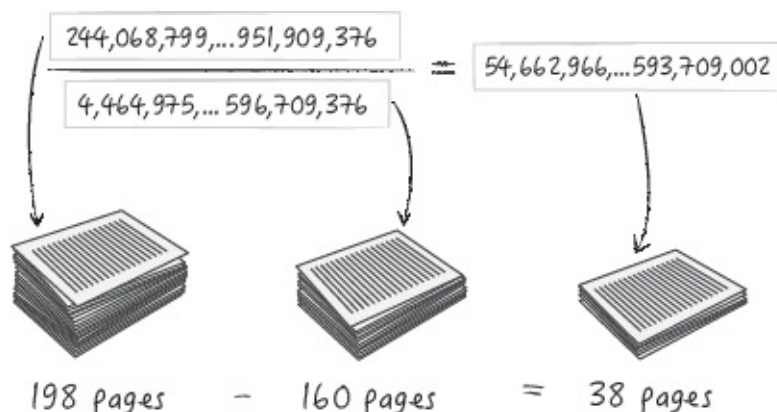 244,068,799,...951,909,376
=
54,662,966,...593,709,002
4,464,975,...596,709,376
198 pages - 160 pages = 38 pages